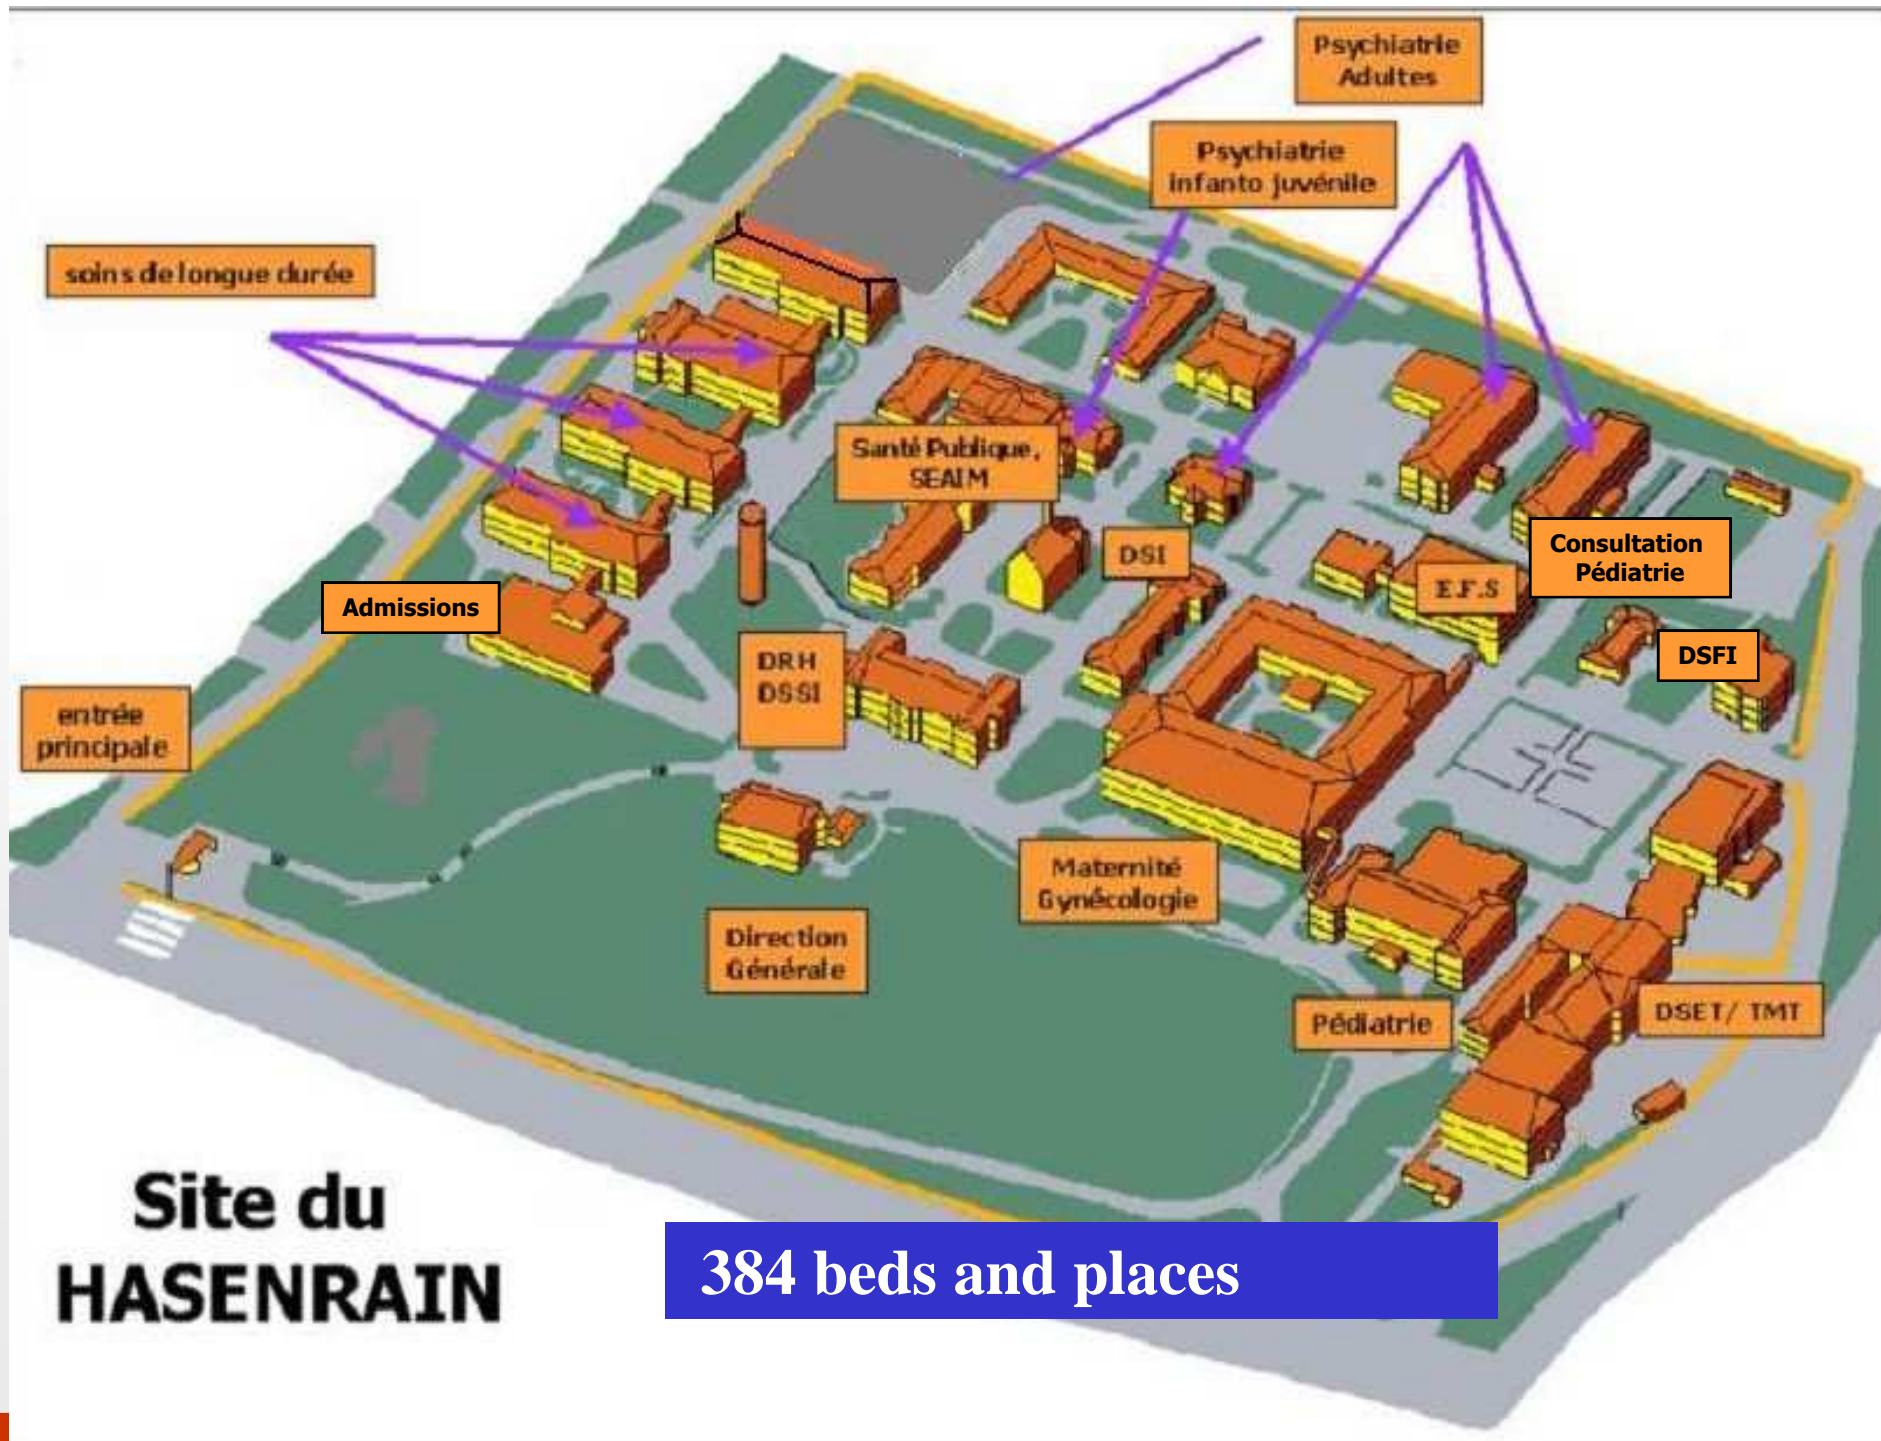 Psychiatrie
Adultes
Psychiatrie
infanto juvénile
soins de longue durée
Santé Publique,
SEAIM
DSI
Consultation
Pédiatrie
E.F.S
Admissions
DRH
DSSI
DSFI
entrée
principale
Maternité
Gynécologie
Direction
Générale
Pédiatrie
DSET/ TMT
Site du
HASENRAIN
384 beds and places